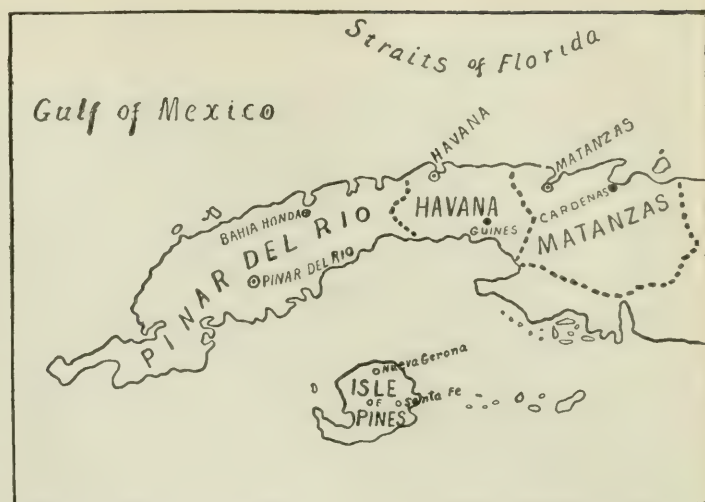 Straits of Florida
Gulf of Mexico
HAVANA
MATANZAS
BAHIA HONDA
HAVANA
GUINES
CARDENAS
MATANZAS
PINAR DEL RIO
PINAR DEL RIO
Nueva Gerona
ISLE
OF
PINES
Santa Fe